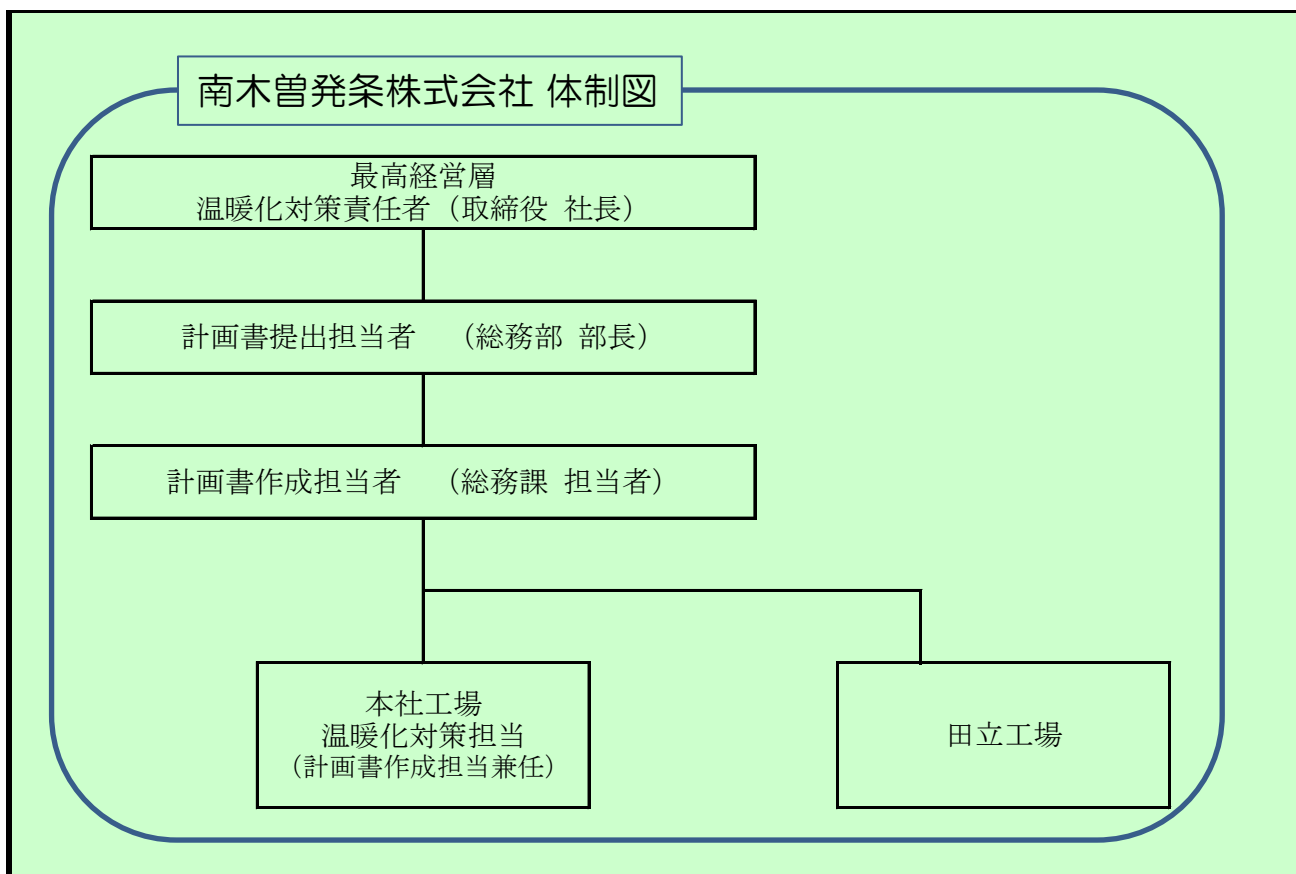 南木曽発条株式会社 体制図
最高経営層
温暖化対策責任者（取締役 社長）
計画書提出担当者　（総務部 部長）
計画書作成担当者　（総務課 担当者）
本社工場
温暖化対策担当
（計画書作成担当兼任）
田立工場